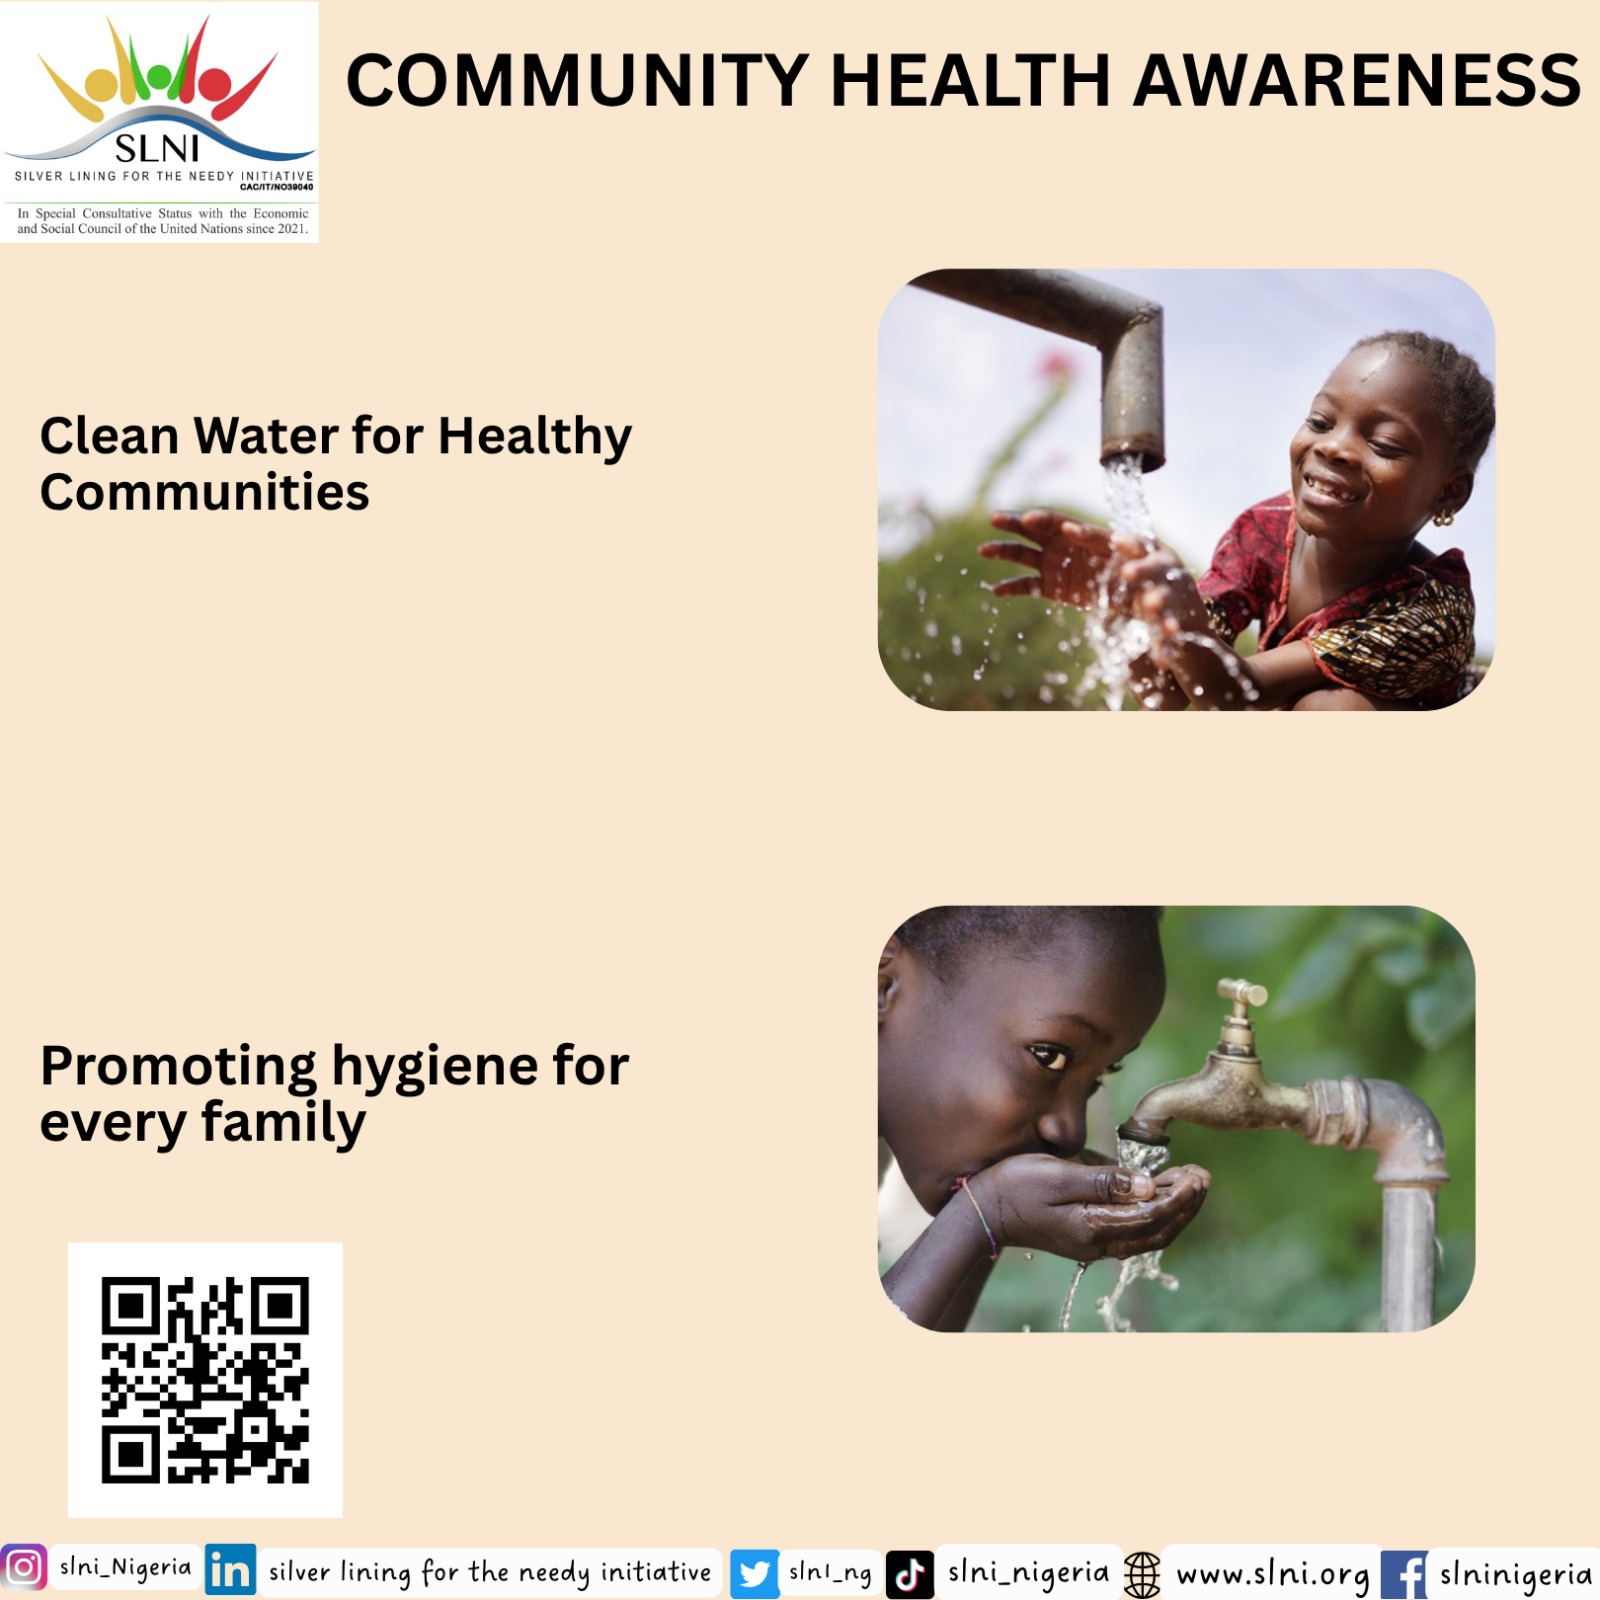 COMMUNITY HEALTH AWARENESS
SLNI
SILVER LINING FOR THE NEEDY INITIATIVE
CAC/IT/NO39040
In Special Consultative Status with the Economic
and Social Council of the United Nations since 2021.
Clean Water for Healthy
Communities
Promoting hygiene for
every family
slni_Nigeria
in silver lining for the needy initiative
slnI_ng
slni_nigeria
www.slni.org
slninigeria